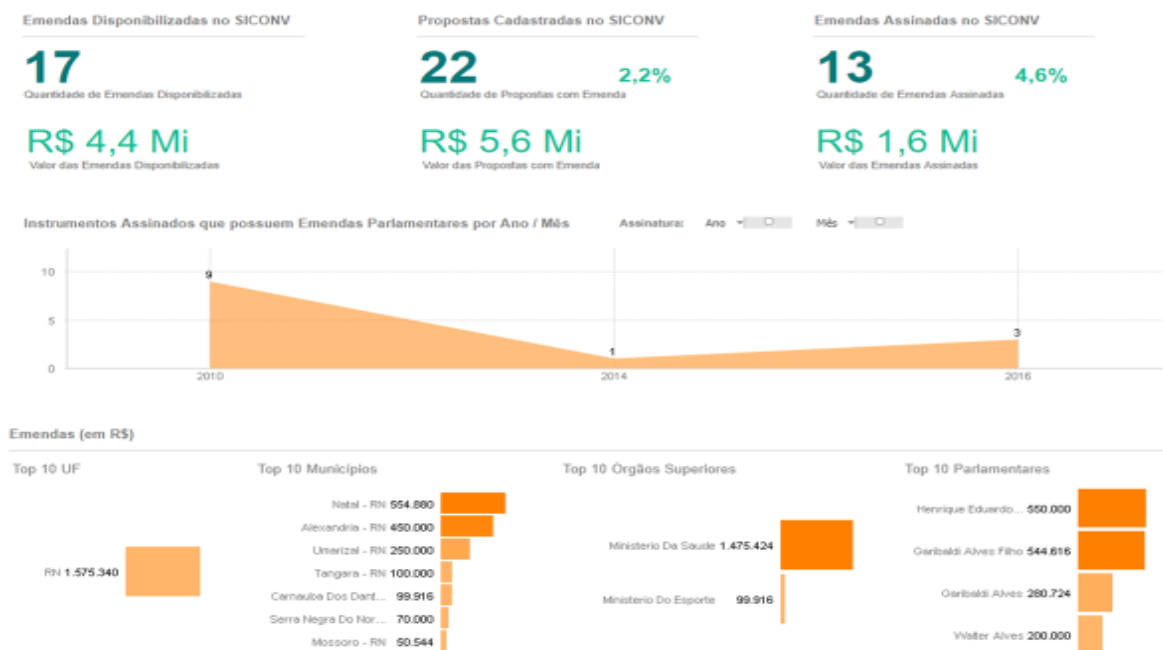 Emendas Disponibilizadas no SICONV
Propostas Cadastradas no SICONV
Emendas Assinadas no SICONV
17
Quantidade de Emendas Disponibilizadas
22
2,2%
Quantidade de Propostas com Emenda
13
4,6%
Quantidade de Emendas Assinadas
R$ 4,4 Mi
Valor das Emendas Disponibilizadas
R$ 5,6 Mi
Valor das Propostas com Emenda
R$ 1,6 Mi
Valor das Emendas Assinadas
Instrumentos Assinados que possuem Emendas Parlamentares por Ano / Mês
Assinatura: Ano Mês
10
5
0
9
1
3
2010
2014
2016
Emendas (em R$)
Top 10 UF
RN 1.575.340
Top 10 Municípios
Natal - RN 554.880
Alexandria - RN 450.000
Umarizal - RN 250.000
Tangara - RN 100.000
Carnauba Dos Dant... 99.916
Serra Negra Do Nor... 70.000
Mossoro - RN 50.544
Top 10 Órgãos Superiores
Ministerio Da Saude 1.475.424
Ministerio Do Esporte 99.916
Top 10 Parlamentares
Henrique Eduardo... 550.000
Garibaldi Alves Filho 544.616
Garibaldi Alves 280.724
Walter Alves 200.000